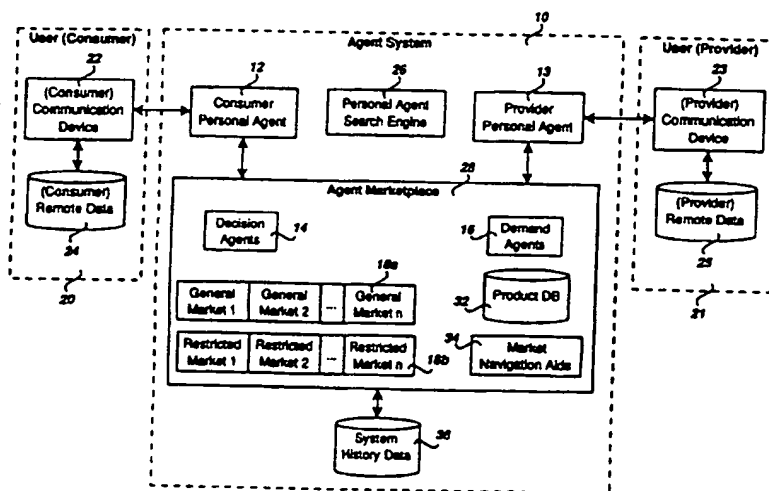 10
User (Consumer)
Agent System
User (Provider)
22
12
26
13
23
(Consumer)
Communication
Device
Consumer
Personal Agent
Personal Agent
Search Engine
Provider
Personal Agent
(Provider)
Communication
Device
28
Agent Marketplace
(Consumer)
Remote Data
(Provider)
Remote Data
24
25
Decision
Agents
14
16
Demand
Agents
20
21
18a
General
Market 1
General
Market 2
...
General
Market n
32
Product DB
Restricted
Market 1
Restricted
Market 2
...
Restricted
Market n
18b
34
Market
Navigation Aids
System
History Data
36